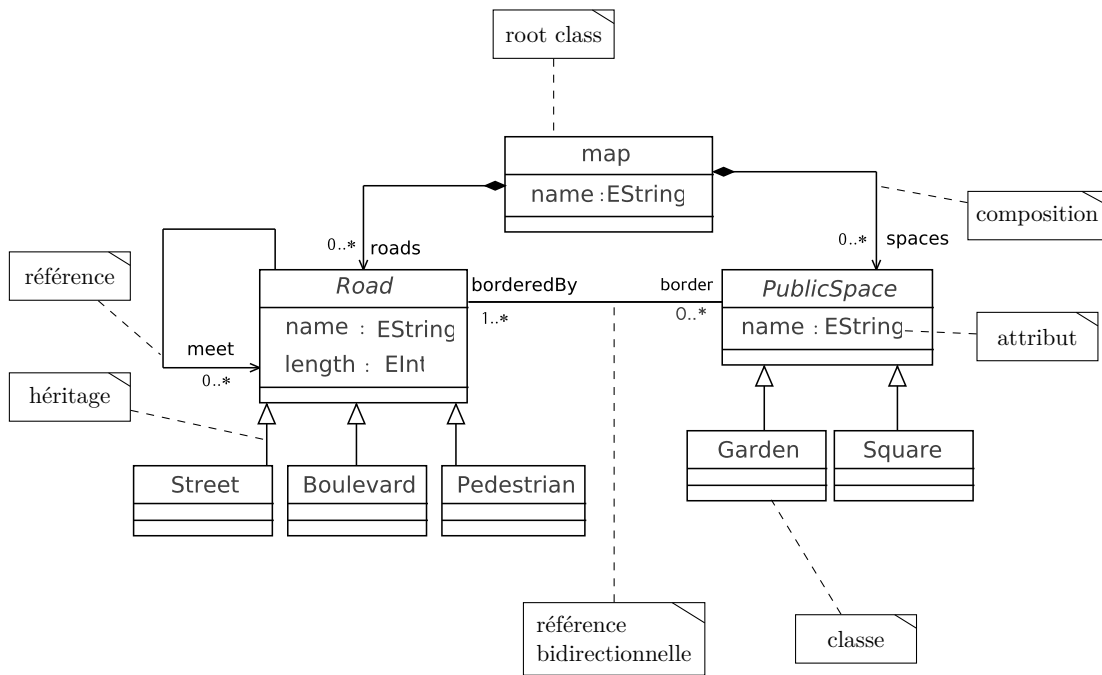 root class
map
name : EString
composition
0..*
roads
0..*
spaces
référence
Road
borderedBy
border
PublicSpace
name : EString
1..*
0..*
name : EString
attribut
meet
length : EInt
0..*
héritage
Garden
Square
Street
Boulevard
Pedestrian
référence
bidirectionnelle
classe